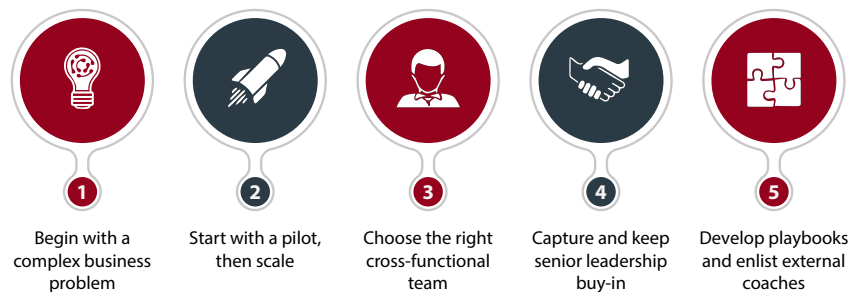 1
Begin with a
complex business
problem
2
Start with a pilot,
then scale
3
Choose the right
cross-functional
team
4
Capture and keep
senior leadership
buy-in
5
Develop playbooks
and enlist external
coaches